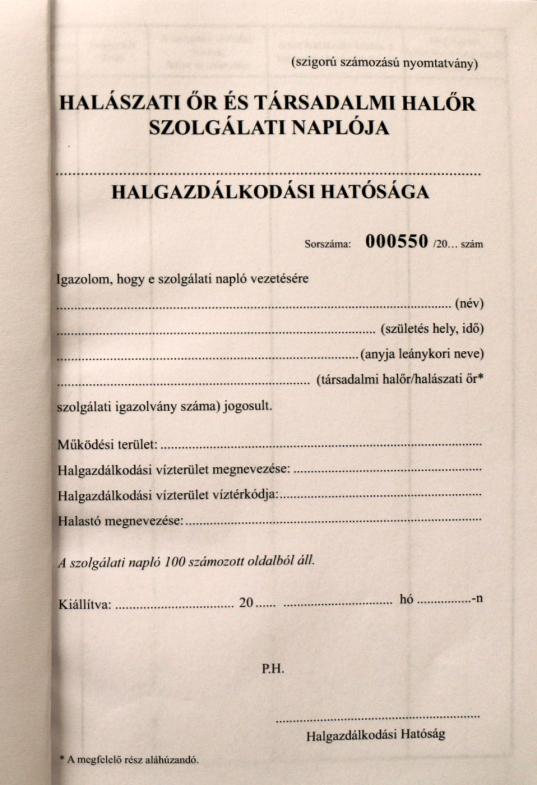 (szigorú számozású nyomtatvány)
HALÁSZATI ŐR ÉS TÁRSADALMI HALŐR
SZOLGÁLATI NAPLÓJA
................................................................................
HALGAZDÁLKODÁSI HATÓSÁGA
Sorszáma: 000550 /20... szám
Igazolom, hogy e szolgálati napló vezetésére
................................................................................ (név)
................................................................ (születés hely, idő)
............................................................ (anyja leánykori neve)
.................................................. (társadalmi halőr/halászati őr*
szolgálati igazolvány száma) jogosult.
Működési terület: ................................................................
Halgazdálkodási vízterület megnevezése: ......................................
Halgazdálkodási vízterület víztérkódja:........................................
Halastó megnevezése:............................................................
A szolgálati napló 100 számozott oldalból áll.
Kiállítva: .............................. 20...... ........................... hó ..............-n
P.H.
....................................................
Halgazdálkodási Hatóság
* A megfelelő rész aláhúzandó.